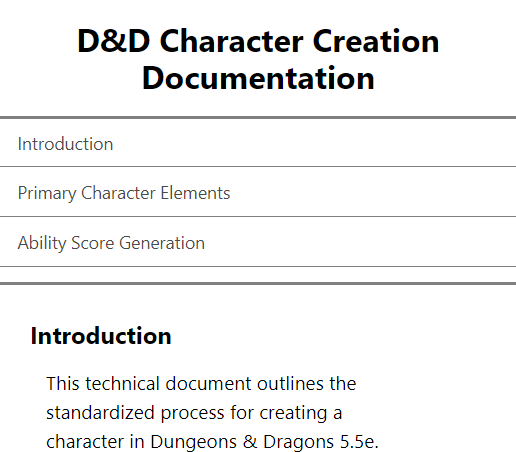 D&D Character Creation
Documentation
Introduction
Primary Character Elements
Ability Score Generation
Introduction
This technical document outlines the
standardized process for creating a
character in Dungeons & Dragons 5.5e.